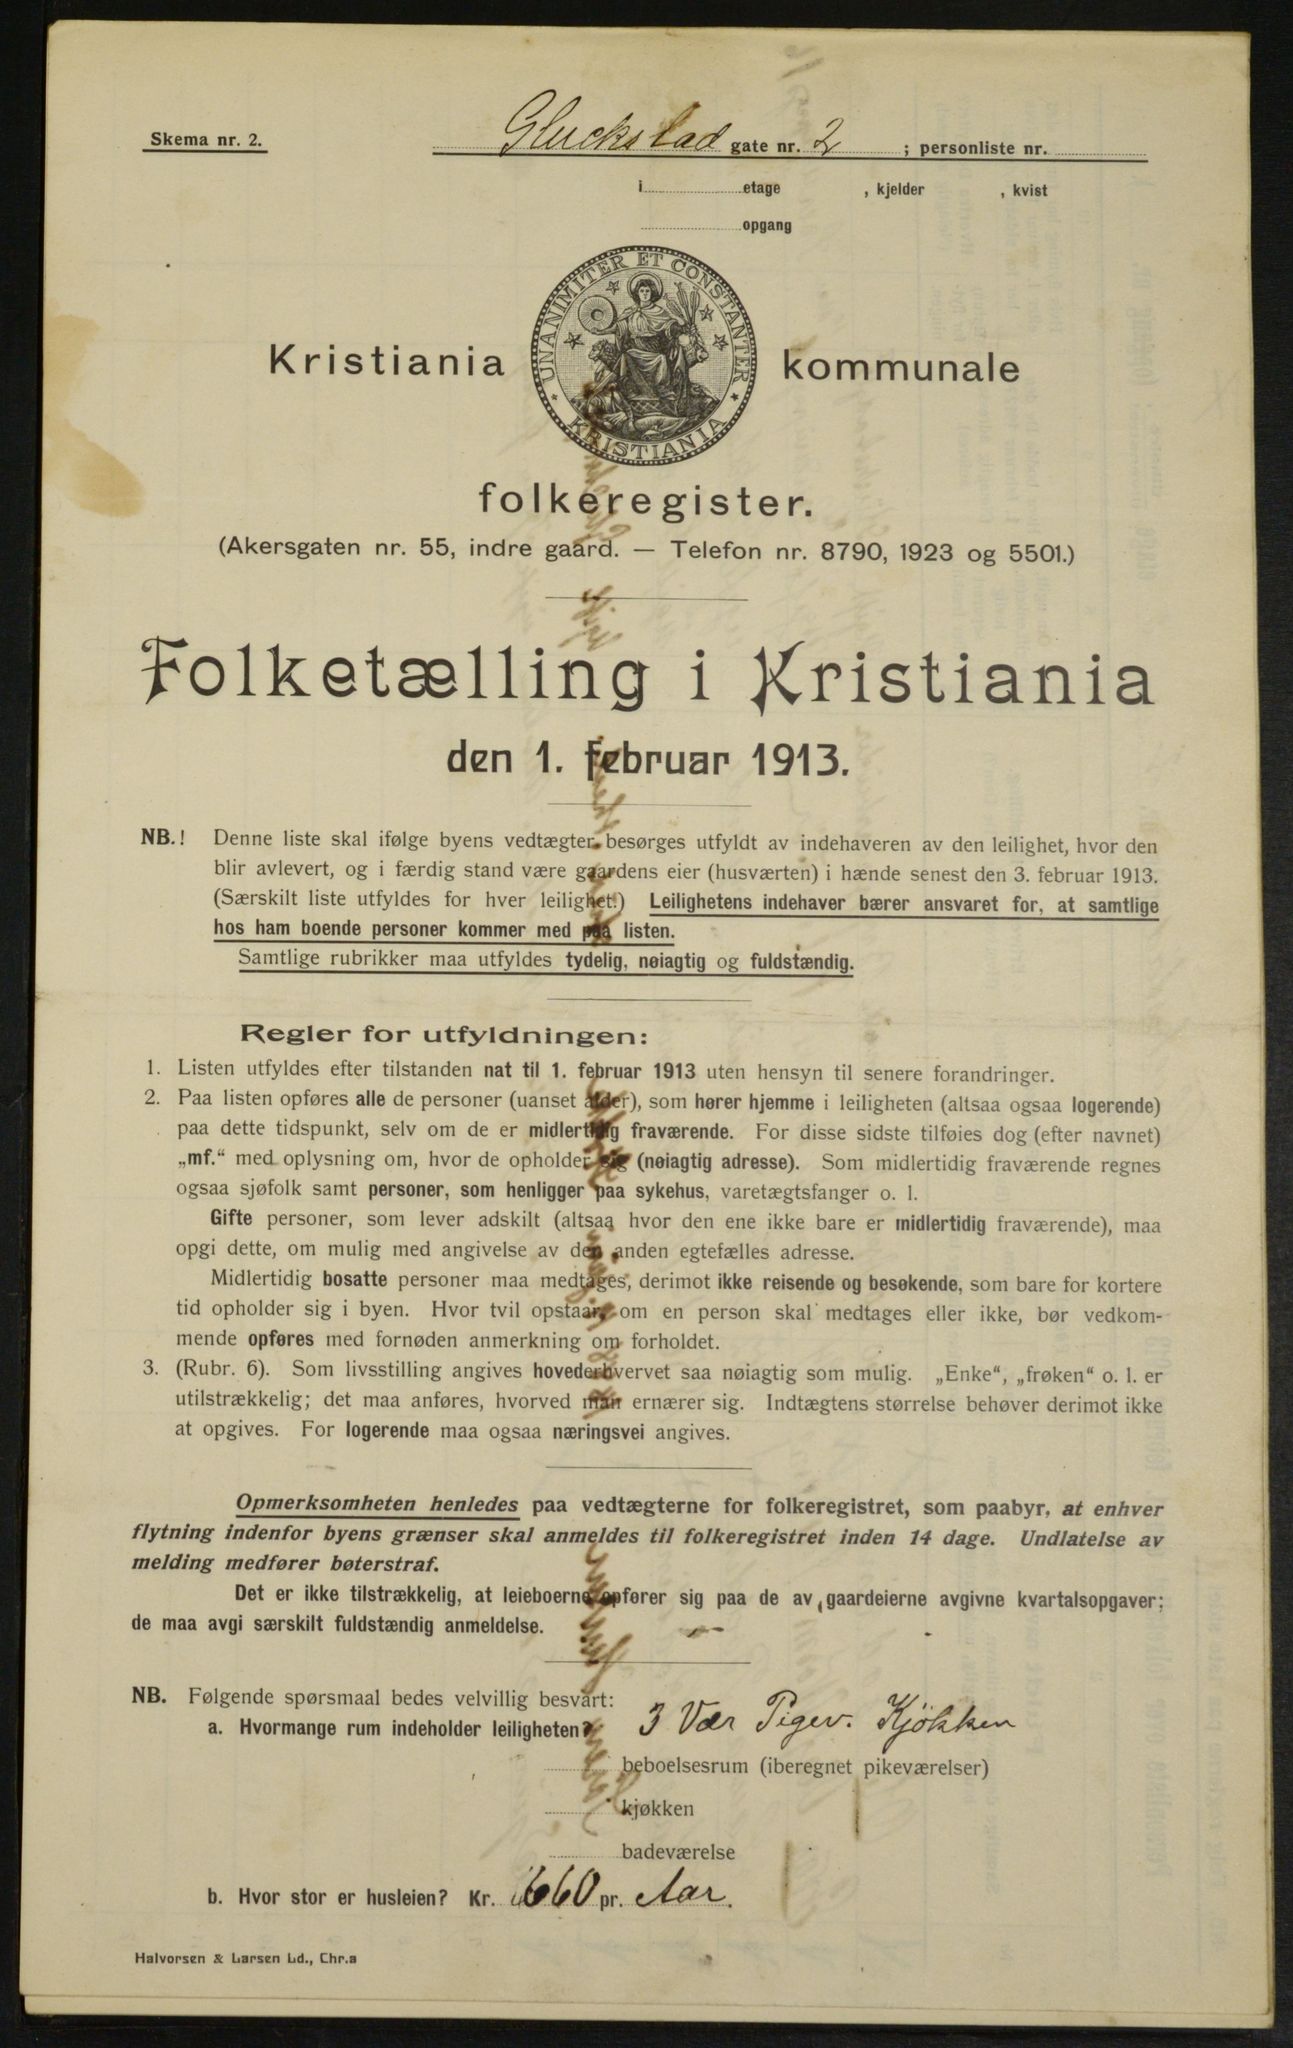 Skema nr. 2.
Gluckstad gate nr. 2 ; personliste nr.
i etage , kjelder , kvist
opgang
UNANIMITER ET CONSTANTER
KRISTIANIA
Kristiania kommunale
folkeregister.
(Akersgaten nr. 55, indre gaard. — Telefon nr. 8790, 1923 og 5501.)
Folketælling i Kristiania
den 1. februar 1913.
NB.! Denne liste skal ifølge byens vedtægter besørges utfyldt av indehaveren av den leilighet, hvor den
blir avlevert, og i færdig stand være gaardens eier (husværten) i hænde senest den 3. februar 1913.
(Særskilt liste utfyldes for hver leilighet.) Leilighetens indehaver bærer ansvaret for, at samtlige
hos ham boende personer kommer med paa listen.
Samtlige rubrikker maa utfyldes tydelig, nøiagtig og fuldstændig.
Regler for utfyldningen:
1. Listen utfyldes efter tilstanden nat til 1. februar 1913 uten hensyn til senere forandringer.
2. Paa listen opføres alle de personer (uanset alder), som hører hjemme i leiligheten (altsaa ogsaa logerende)
paa dette tidspunkt, selv om de er midlertidig fraværende. For disse sidste tilføies dog (efter navnet)
„mf.“ med oplysning om, hvor de opholder sig (nøiagtig adresse). Som midlertidig fraværende regnes
ogsaa sjøfolk samt personer, som henligger paa sykehus, varetægtsfanger o. l.
Gifte personer, som lever adskilt (altsaa hvor den ene ikke bare er midlertidig fraværende), maa
opgi dette, om mulig med angivelse av den anden egtefælles adresse.
Midlertidig bosatte personer maa medtages, derimot ikke reisende og besøkende, som bare for kortere
tid opholder sig i byen. Hvor tvil opstaar, om en person skal medtages eller ikke, bør vedkom-
mende opføres med fornøden anmerkning om forholdet.
3. (Rubr. 6). Som livsstilling angives hovederhvervet saa nøiagtig som mulig. „Enke“, „frøken“ o. l. er
utilstrækkelig; det maa anføres, hvorved man ernærer sig. Indtægtens størrelse behøver derimot ikke
at opgives. For logerende maa ogsaa næringsvei angives.
Opmerksomheten henledes paa vedtægterne for folkeregistret, som paabyr, at enhver
flytning indenfor byens grænser skal anmeldes til folkeregistret inden 14 dage. Undlatelse av
melding medfører bøterstraf.
Det er ikke tilstrækkelig, at leieboerne opfører sig paa de av gaardeierne avgivne kvartalsopgaver;
de maa avgi særskilt fuldstændig anmeldelse.
NB. Følgende spørsmaal bedes velvillig besvart:
a. Hvormange rum indeholder leiligheten? 3 Vær Pigev. Kjökken
beboelsesrum (iberegnet pikeværelser)
kjøkken
badeværelse
b. Hvor stor er husleien? Kr. 660 pr. Aar.
Halvorsen & Larsen Ld., Chr.a